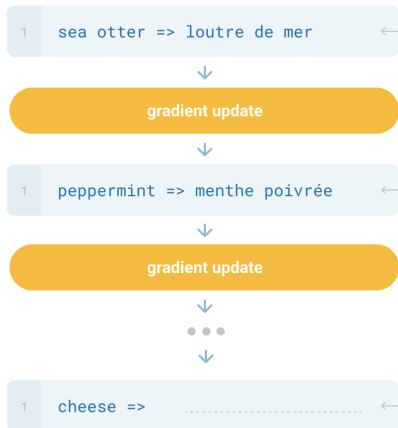 1 sea otter => loutre de mer ←
gradient update
1 peppermint => menthe poivrée ←
gradient update
1 cheese => ←